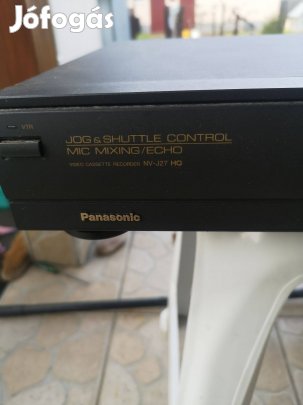 Jófogás
VTR
JOG & SHUTTLE CONTROL
MIC MIXING/ECHO
VIDEO CASSETTE RECORDER NV-J27 HQ
Panasonic